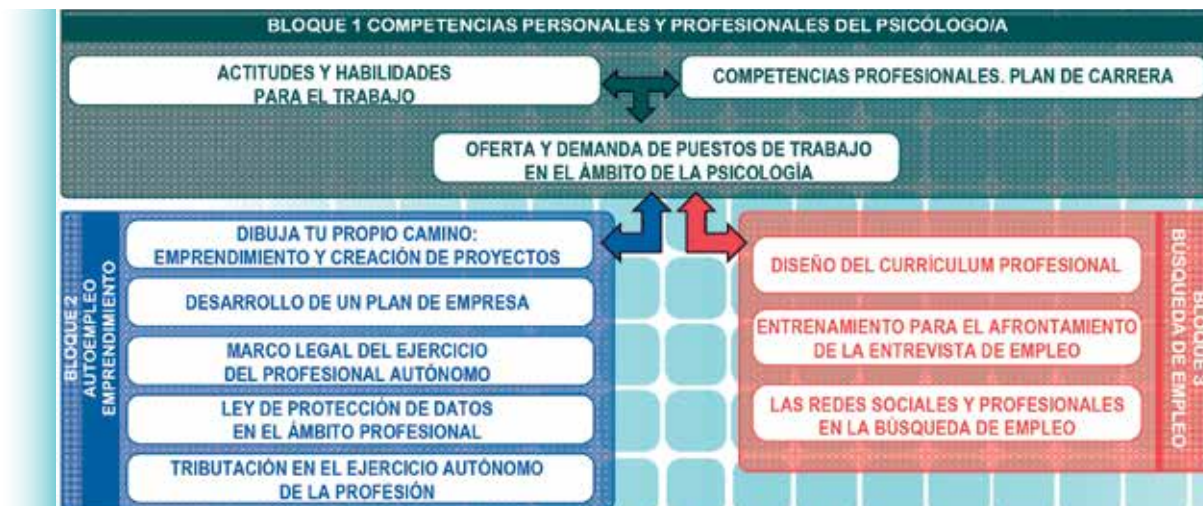 BLOQUE 1 COMPETENCIAS PERSONALES Y PROFESIONALES DEL PSICÓLOGO/A
ACTITUDES Y HABILIDADES
PARA EL TRABAJO
COMPETENCIAS PROFESIONALES. PLAN DE CARRERA
OFERTA Y DEMANDA DE PUESTOS DE TRABAJO
EN EL ÁMBITO DE LA PSICOLOGÍA
BLOQUE 2
AUTOEMPLEO
EMPRENDIMIENTO
DIBUJA TU PROPIO CAMINO:
EMPRENDIMIENTO Y CREACIÓN DE PROYECTOS
DESARROLLO DE UN PLAN DE EMPRESA
MARCO LEGAL DEL EJERCICIO
DEL PROFESIONAL AUTÓNOMO
LEY DE PROTECCIÓN DE DATOS
EN EL ÁMBITO PROFESIONAL
TRIBUTACIÓN EN EL EJERCICIO AUTÓNOMO
DE LA PROFESIÓN
DISEÑO DEL CURRÍCULUM PROFESIONAL
ENTRENAMIENTO PARA EL AFRONTAMIENTO
DE LA ENTREVISTA DE EMPLEO
LAS REDES SOCIALES Y PROFESIONALES
EN LA BÚSQUEDA DE EMPLEO
BÚSQUEDA DE EMPLEO